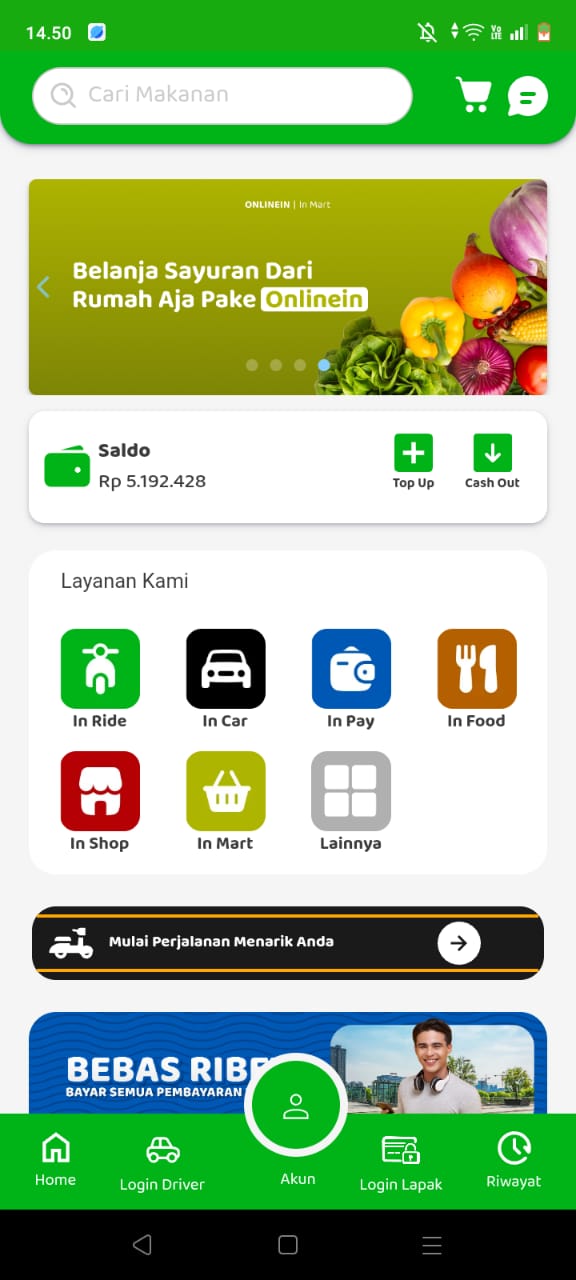 14.50
VoLTE
Cari Makanan
ONLINEIN | In Mart
Belanja Sayuran Dari
Rumah Aja Pake Onlinein
Saldo
Rp 5.192.428
Top Up
Cash Out
Layanan Kami
In Ride
In Car
In Pay
In Food
In Shop
In Mart
Lainnya
Mulai Perjalanan Menarik Anda
BEBAS RIBE
BAYAR SEMUA PEMBAYARAN
Home
Login Driver
Akun
Login Lapak
Riwayat